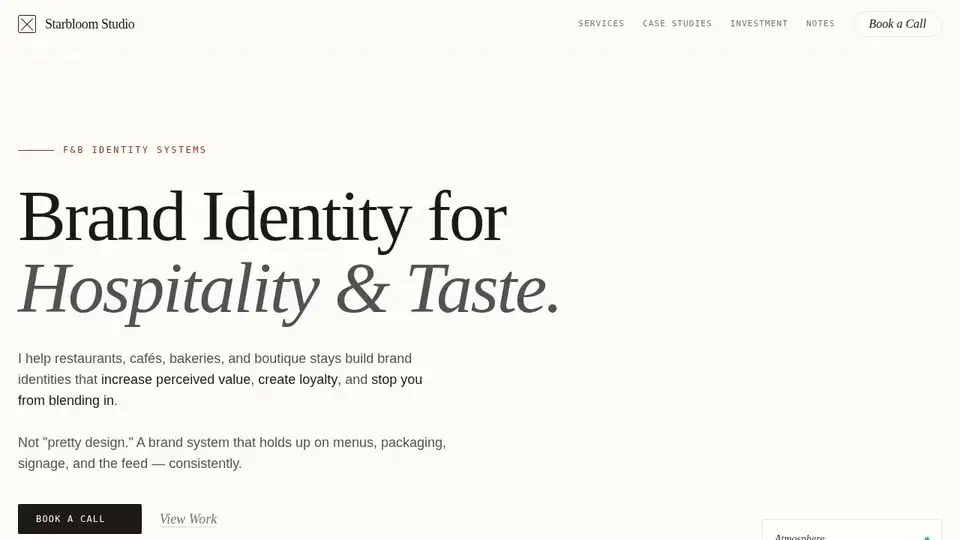 Starbloom Studio
SERVICES
CASE STUDIES
INVESTMENT
NOTES
Book a Call
F&B IDENTITY SYSTEMS
Brand Identity for
Hospitality & Taste.
I help restaurants, cafés, bakeries, and boutique stays build brand
identities that increase perceived value, create loyalty, and stop you
from blending in.
Not "pretty design." A brand system that holds up on menus, packaging,
signage, and the feed — consistently.
BOOK A CALL
View Work
Atmosphere